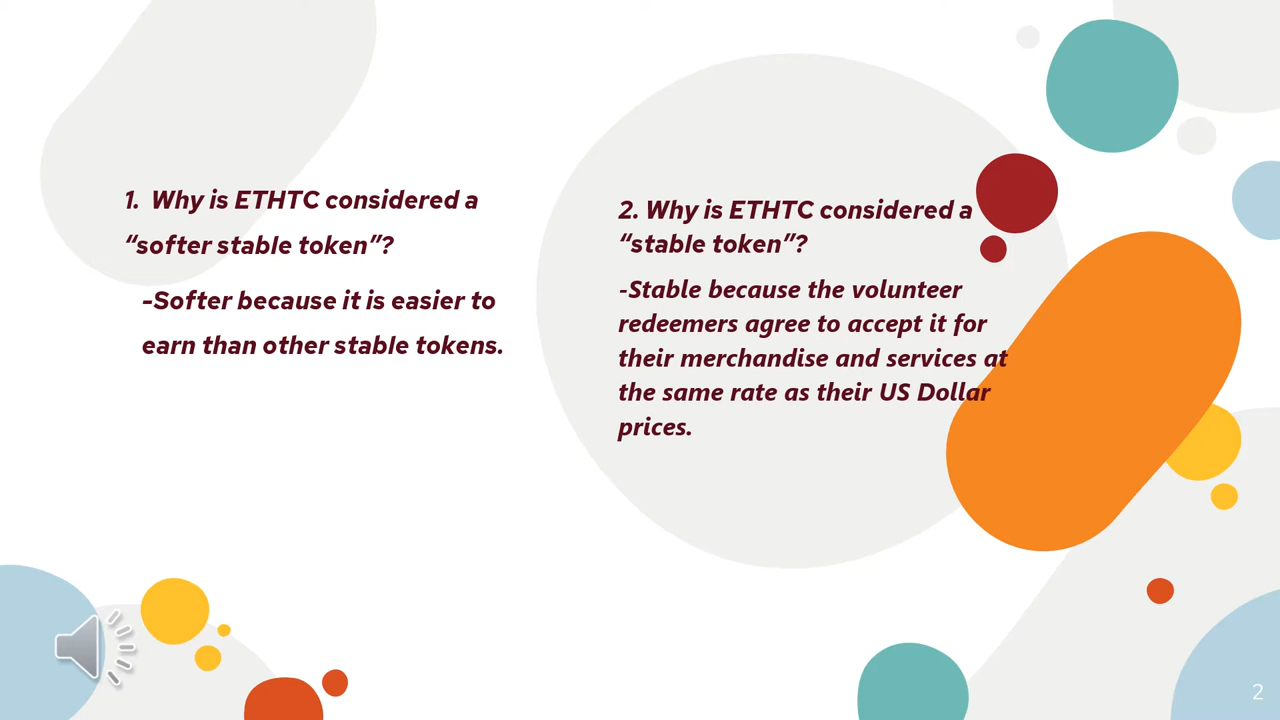 1. Why is ETHTC considered a
“softer stable token”?
-Softer because it is easier to
earn than other stable tokens.
2. Why is ETHTC considered a
“stable token”?
-Stable because the volunteer
redeemers agree to accept it for
their merchandise and services at
the same rate as their US Dollar
prices.
2